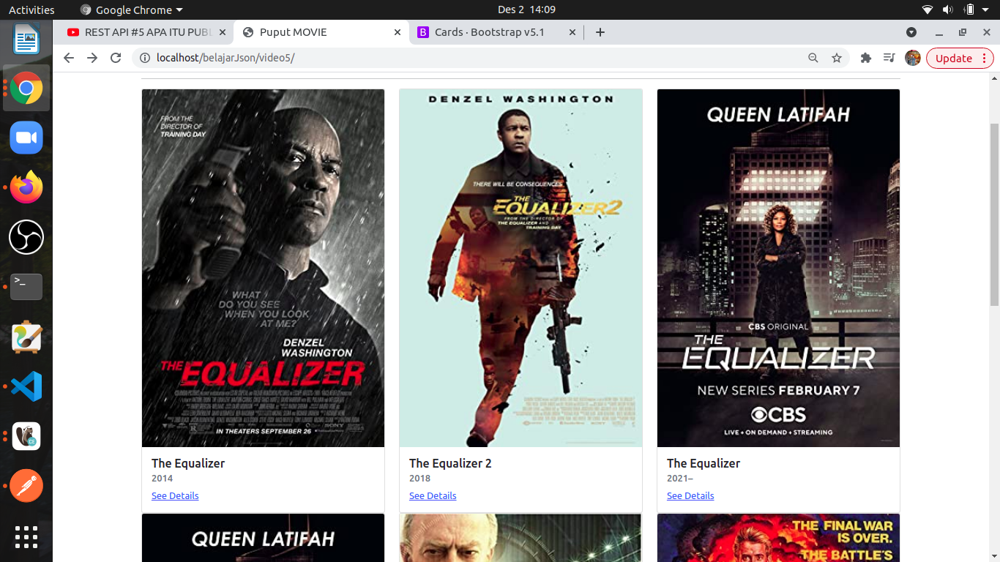 Activities
Google Chrome
Des 2 14:09
REST API #5 APA ITU PUBL
Puput MOVIE
Cards · Bootstrap v5.1
localhost/belajarJson/video5/
Update
FROM THE
DIRECTOR OF
TRAINING DAY
WHAT
DO YOU SEE
WHEN YOU LOOK
AT ME?
DENZEL
WASHINGTON
THE EQUALIZER
IN THEATERS SEPTEMBER 26
The Equalizer
2014
See Details
DENZEL WASHINGTON
THERE WILL BE CONSEQUENCES
THE
EQUALIZER 2
FROM THE DIRECTOR OF
THE EQUALIZER AND
TRAINING DAY
The Equalizer 2
2018
See Details
QUEEN LATIFAH
CBS ORIGINAL
THE
EQUALIZER
NEW SERIES FEBRUARY 7
CBS
LIVE + ON DEMAND + STREAMING
The Equalizer
2021–
See Details
QUEEN LATIFAH
THE FINAL WAR
IS OVER.
THE BATTLE'S